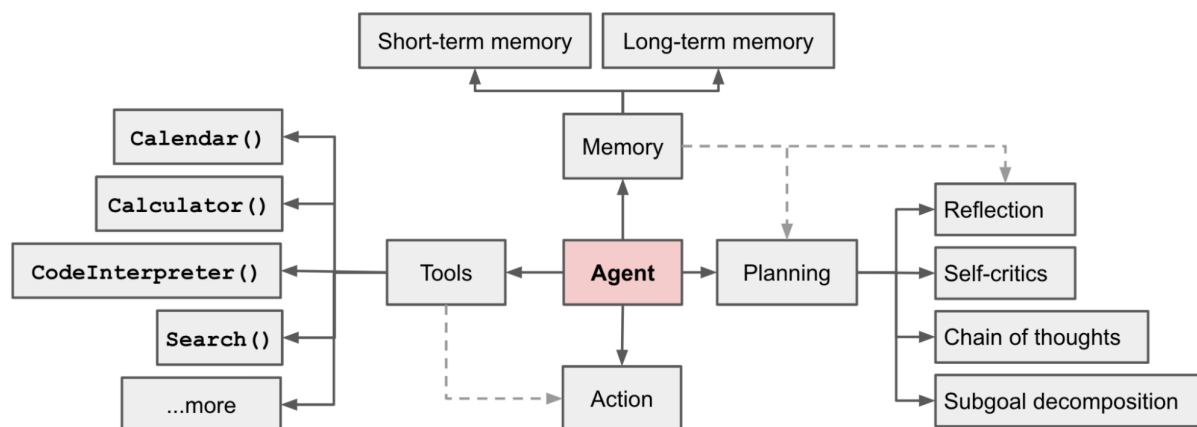 Short-term memory
Long-term memory
Calendar()
Memory
Calculator()
Reflection
CodeInterpreter()
Tools
Agent
Planning
Self-critics
Search()
Chain of thoughts
...more
Action
Subgoal decomposition